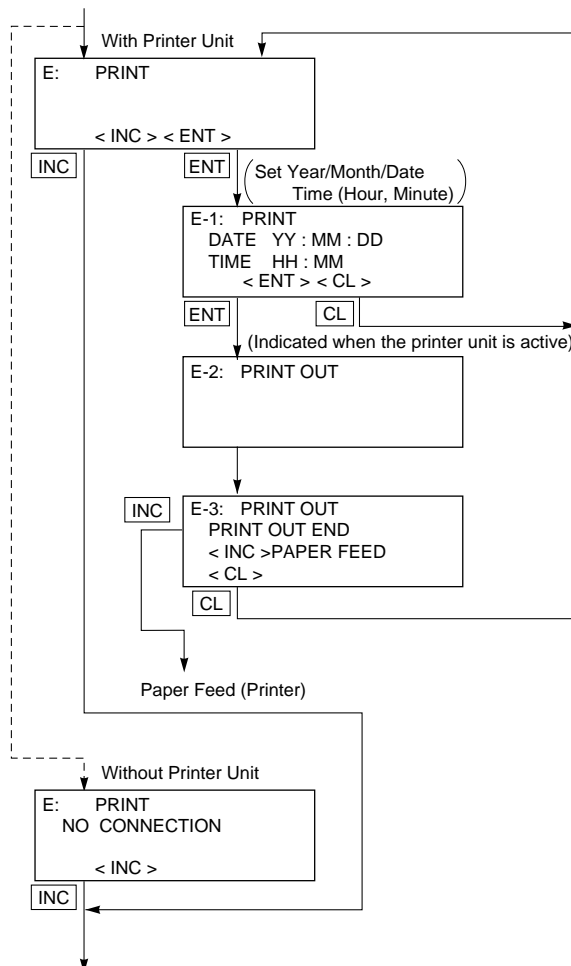 With Printer Unit
E: PRINT
< INC > < ENT >
INC
ENT
(Set Year/Month/Date
Time (Hour, Minute))
E-1: PRINT
DATE YY : MM : DD
TIME HH : MM
< ENT > < CL >
ENT
CL
(Indicated when the printer unit is active)
E-2: PRINT OUT
INC
E-3: PRINT OUT
PRINT OUT END
< INC >PAPER FEED
< CL >
CL
Paper Feed (Printer)
Without Printer Unit
E: PRINT
NO CONNECTION
< INC >
INC